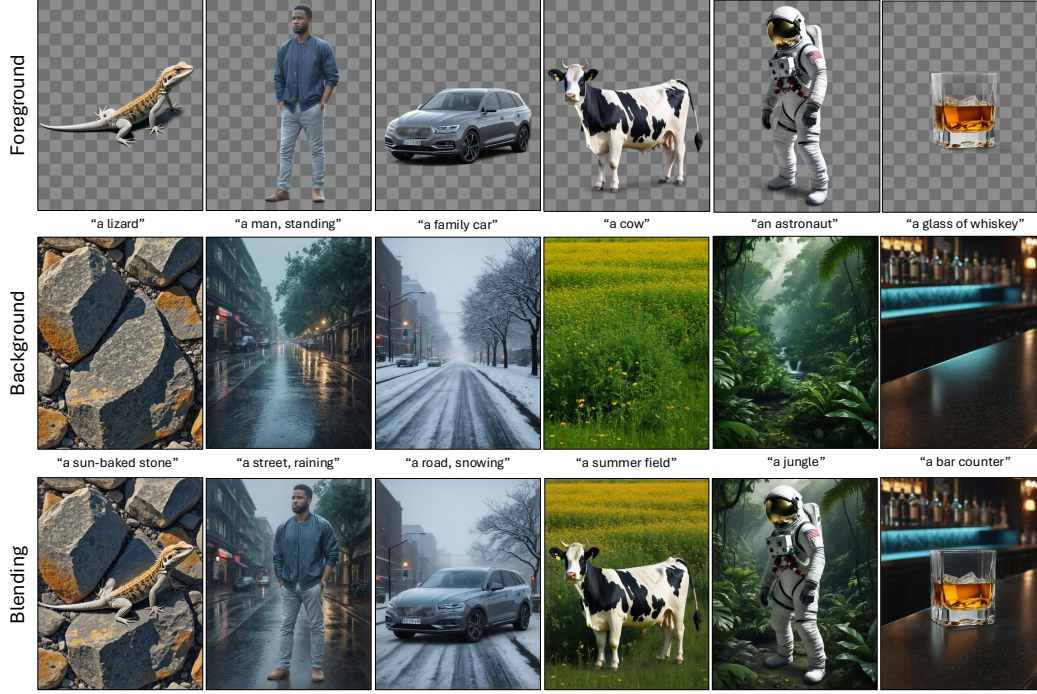 Foreground
“a lizard”
“a man, standing”
“a family car”
“a cow”
“an astronaut”
“a glass of whiskey”
Background
“a sun-baked stone”
“a street, raining”
“a road, snowing”
“a summer field”
“a jungle”
“a bar counter”
Blending